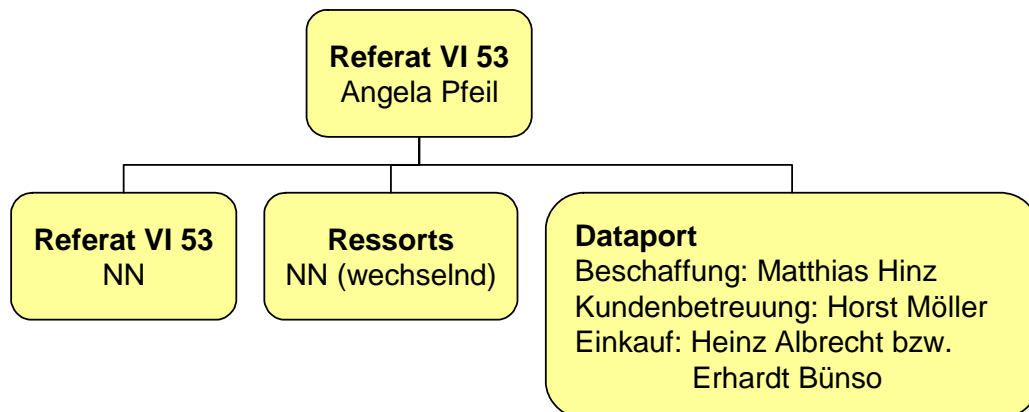 Referat VI 53
Angela Pfeil
Referat VI 53
NN
Ressorts
NN (wechselnd)
Dataport
Beschaffung: Matthias Hinz
Kundenbetreuung: Horst Möller
Einkauf: Heinz Albrecht bzw.
Erhardt Bünso